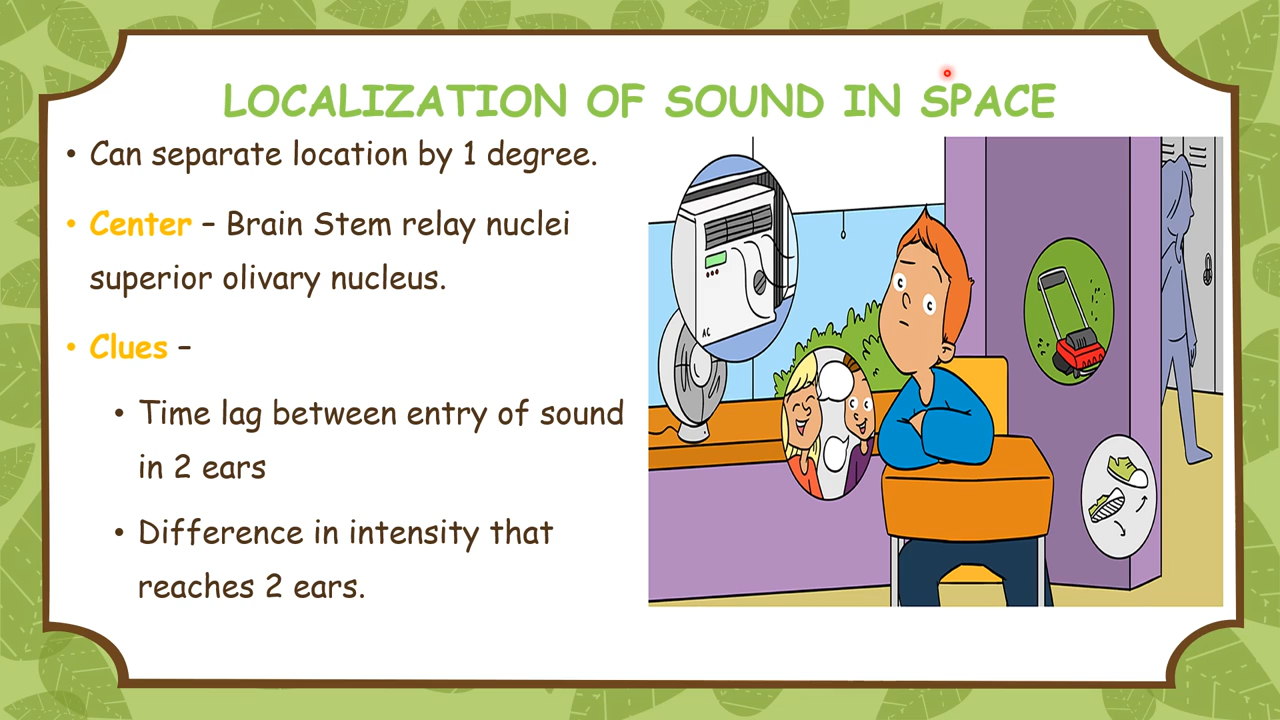 LOCALIZATION OF SOUND IN SPACE
• Can separate location by 1 degree.
• Center – Brain Stem relay nuclei
superior olivary nucleus.
• Clues –
• Time lag between entry of sound
in 2 ears
• Difference in intensity that
reaches 2 ears.
AC